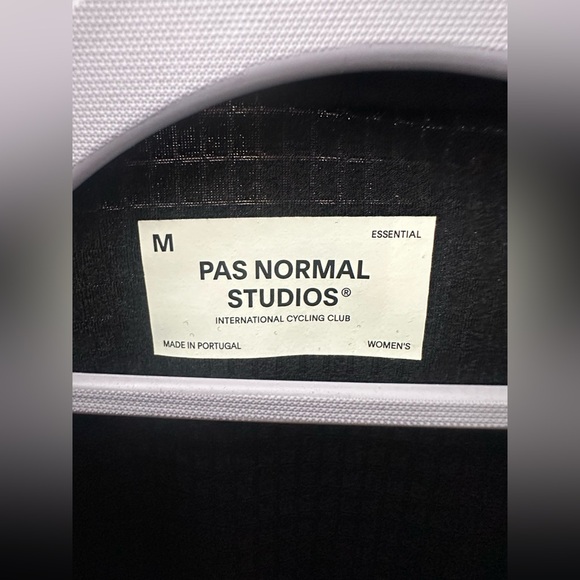 M ESSENTIAL
PAS NORMAL
STUDIOS®
INTERNATIONAL CYCLING CLUB
MADE IN PORTUGAL WOMEN'S